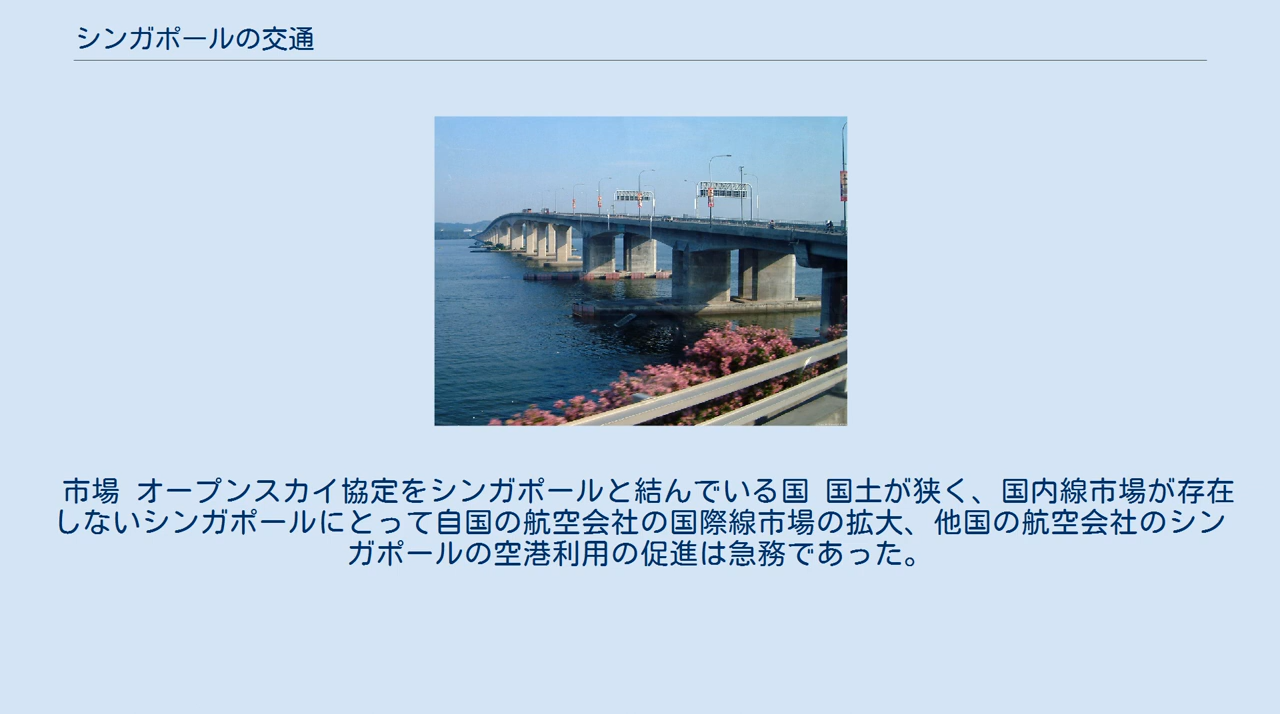 シンガポールの交通
市場 オープンスカイ協定をシンガポールと結んでいる国 国土が狭く、国内線市場が存在
しないシンガポールにとって自国の航空会社の国際線市場の拡大、他国の航空会社のシン
ガポールの空港利用の促進は急務であった。